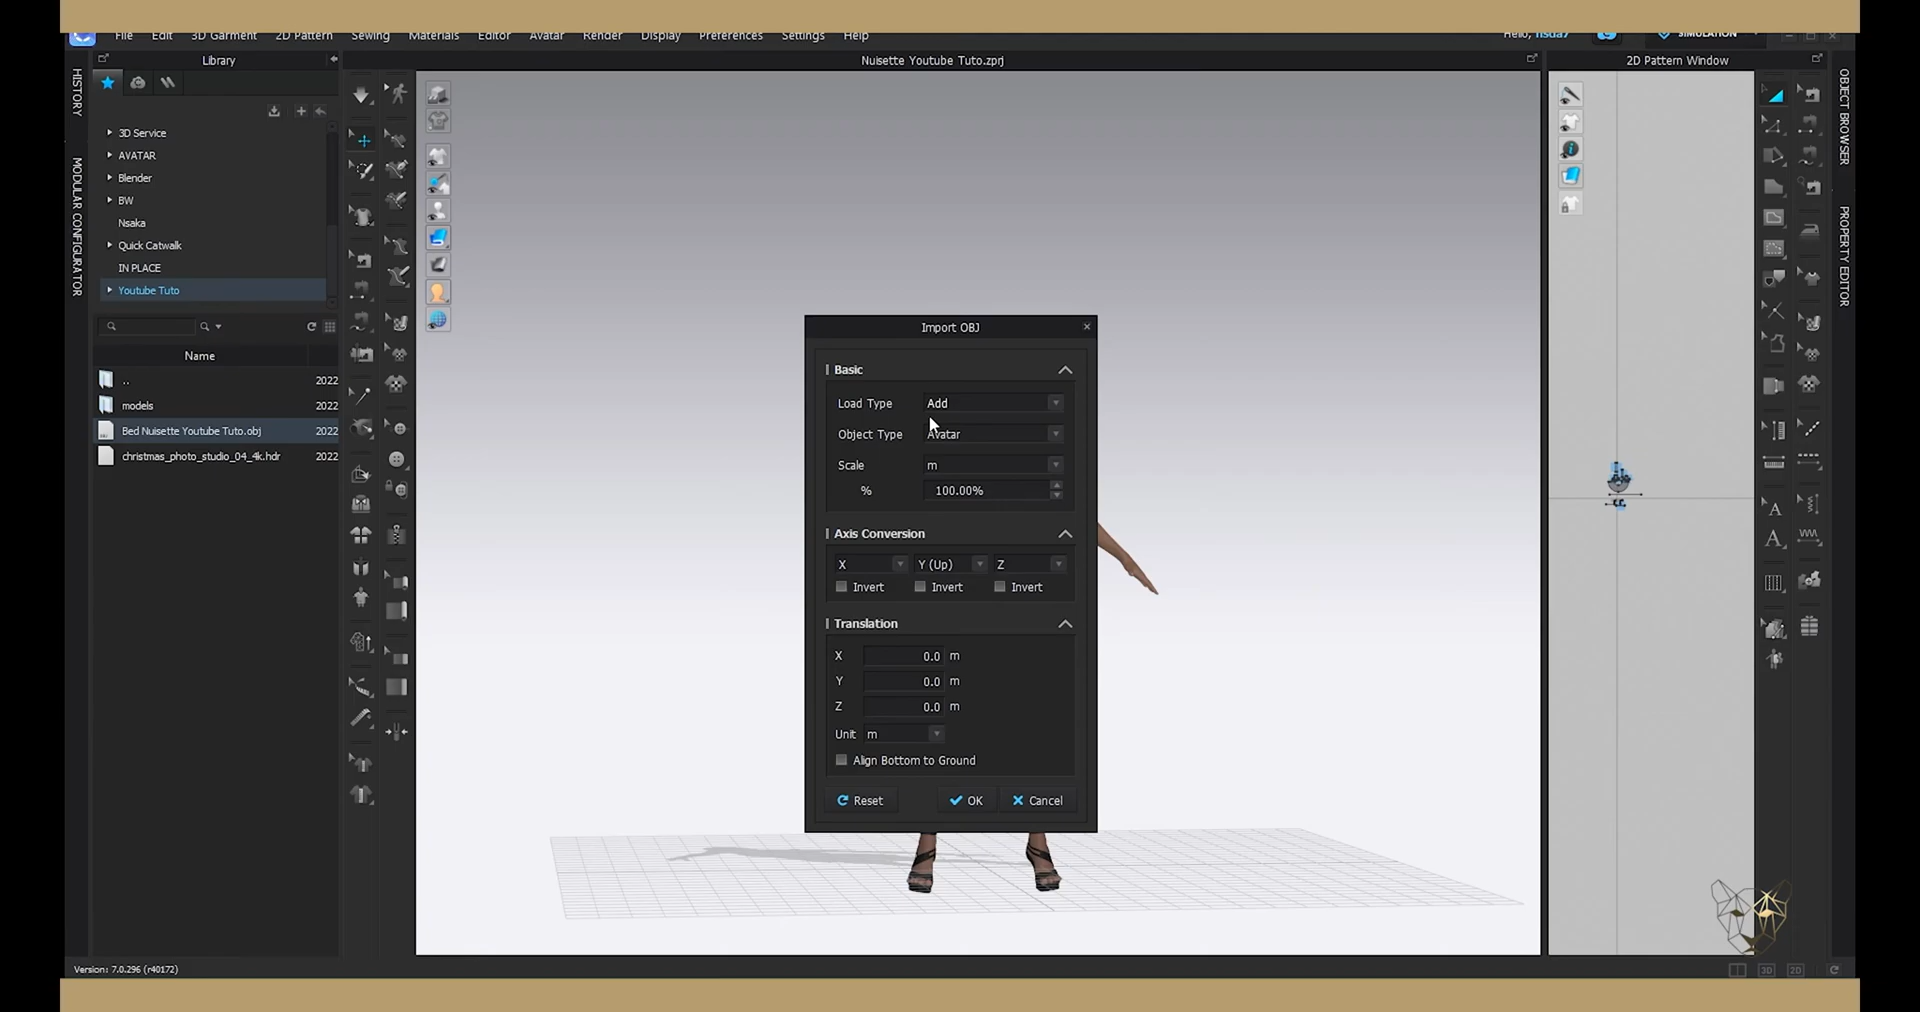 File Edit 3D Garment 2D Pattern Sewing Materials Editor Avatar Render Display Preferences Settings Help
Hello, nsda7 SIMULATION
HISTORY
MODULAR CONFIGURATOR
Library
3D Service
AVATAR
Blender
BW
Nsaka
Quick Catwalk
IN PLACE
Youtube Tuto
Name
.. 2022
models 2022
Bed Nuisette Youtube Tuto.obj 2022
christmas_photo_studio_04_4k.hdr 2022
Version: 7.0.296 (r40172)
Nuisette Youtube Tuto.zprj
Import OBJ
Basic
Load Type Add
Object Type Avatar
Scale m
% 100.00%
Axis Conversion
X Y (Up) Z
Invert Invert Invert
Translation
X 0.0 m
Y 0.0 m
Z 0.0 m
Unit m
Align Bottom to Ground
Reset OK Cancel
2D Pattern Window
OBJECT BROWSER
PROPERTY EDITOR
3D 2D